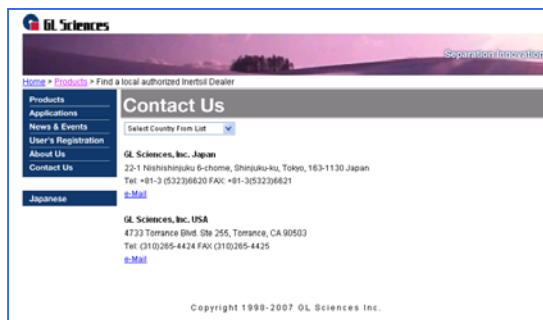 GL Sciences
Separation Innovation
Home > Products > Find a local authorized Inertsil Dealer
Products
Applications
News & Events
User's Registration
About Us
Contact Us
Japanese
Contact Us
Select Country From List
GL Sciences, Inc. Japan
22-1 Nishishinjuku 6-chome, Shinjuku-ku, Tokyo, 163-1130 Japan
Tel: +81-3 (5323)6620 FAX: +81-3(5323)6621
e-Mail
GL Sciences, Inc. USA
4733 Torrance Blvd. Ste 255, Torrance, CA 90503
Tel: (310)265-4424 FAX (310)265-4425
e-Mail
Copyright 1998-2007 GL Sciences Inc.